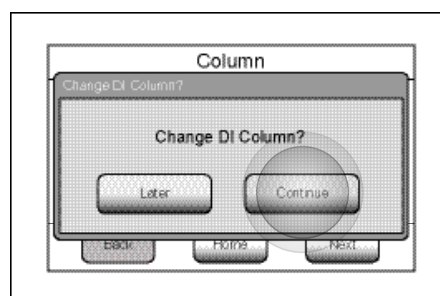 Column
Change DI Column?
Change DI Column?
Later Continue
Back Home Next